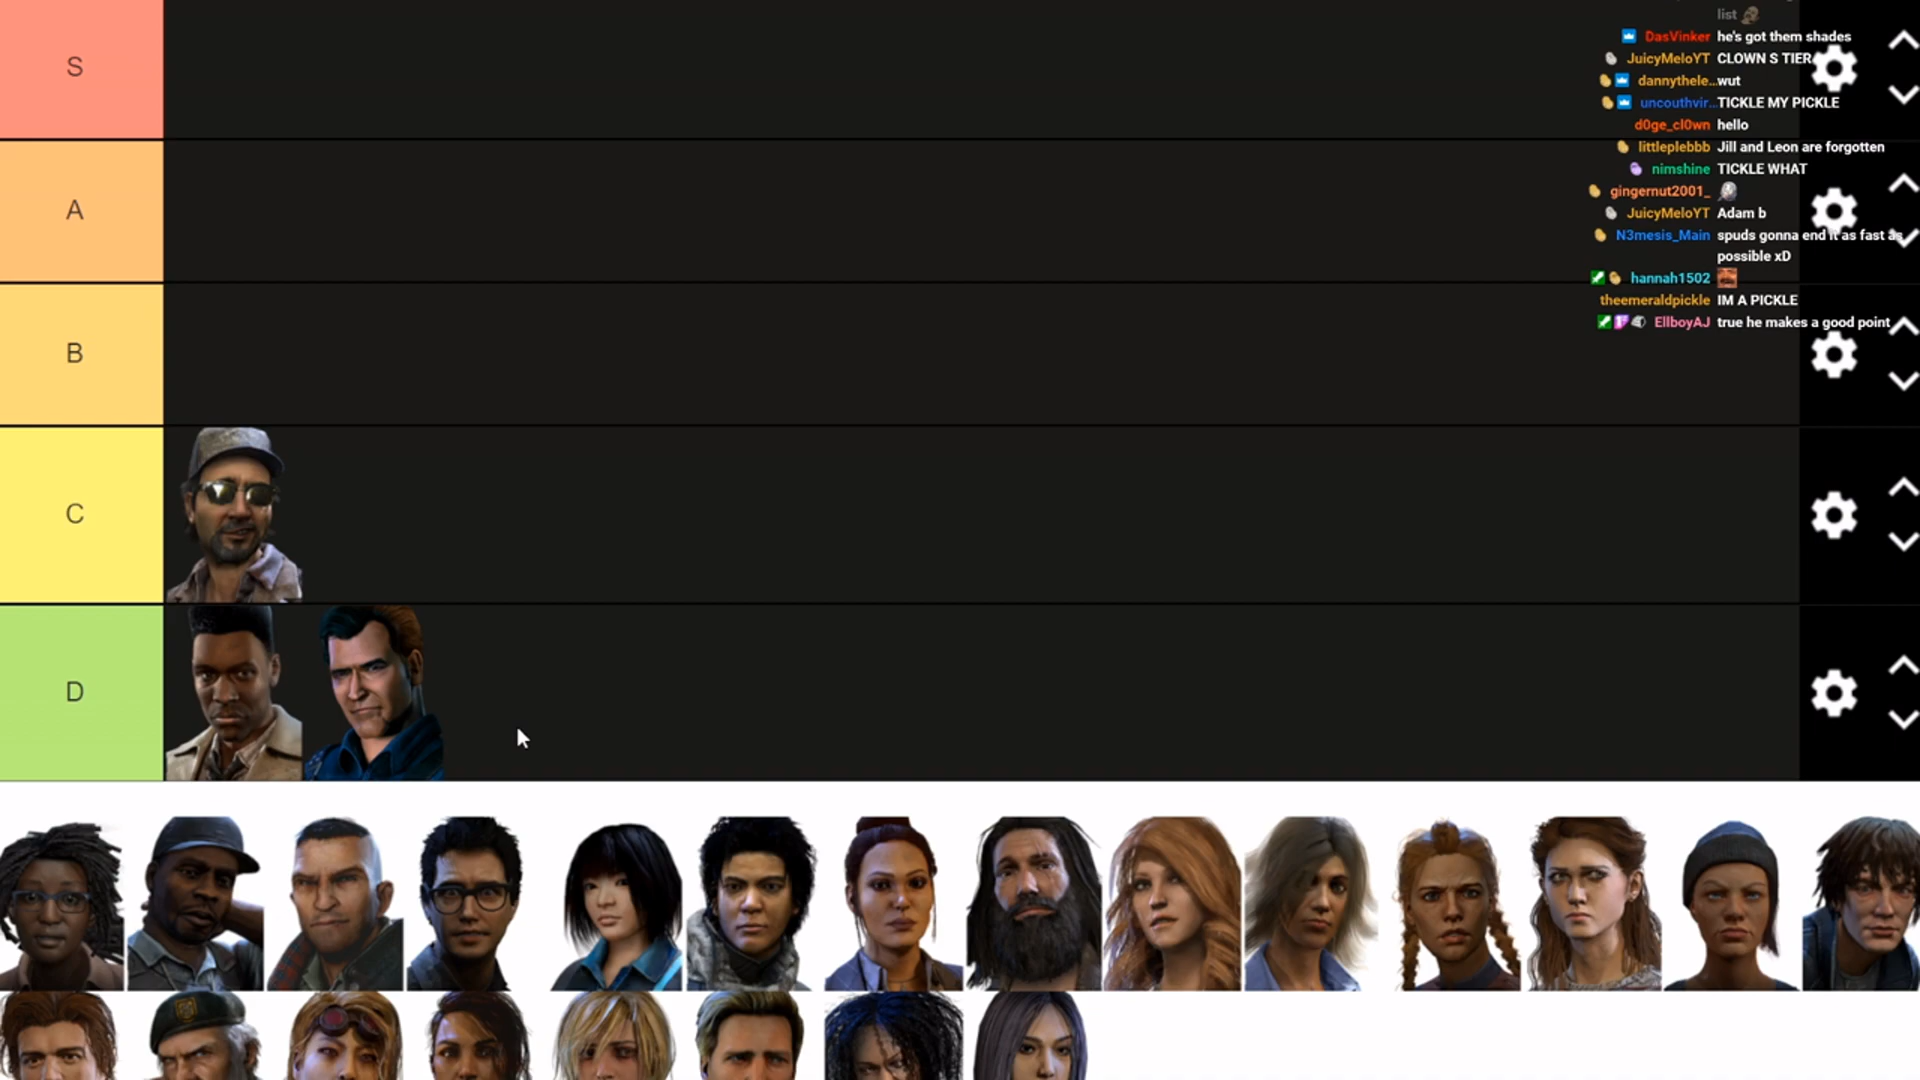 S
A
B
C
D
list
DasVinker he's got them shades
JuicyMeloYT CLOWN S TIER
dannythele... wut
uncouthvir... TICKLE MY PICKLE
d0ge_cl0wn hello
littleplebbb Jill and Leon are forgotten
nimshine TICKLE WHAT
gingernut2001_
JuicyMeloYT Adam b
N3mesis_Main spuds gonna end it as fast as
possible xD
hannah1502
theemeraldpickle IM A PICKLE
EllboyAJ true he makes a good point